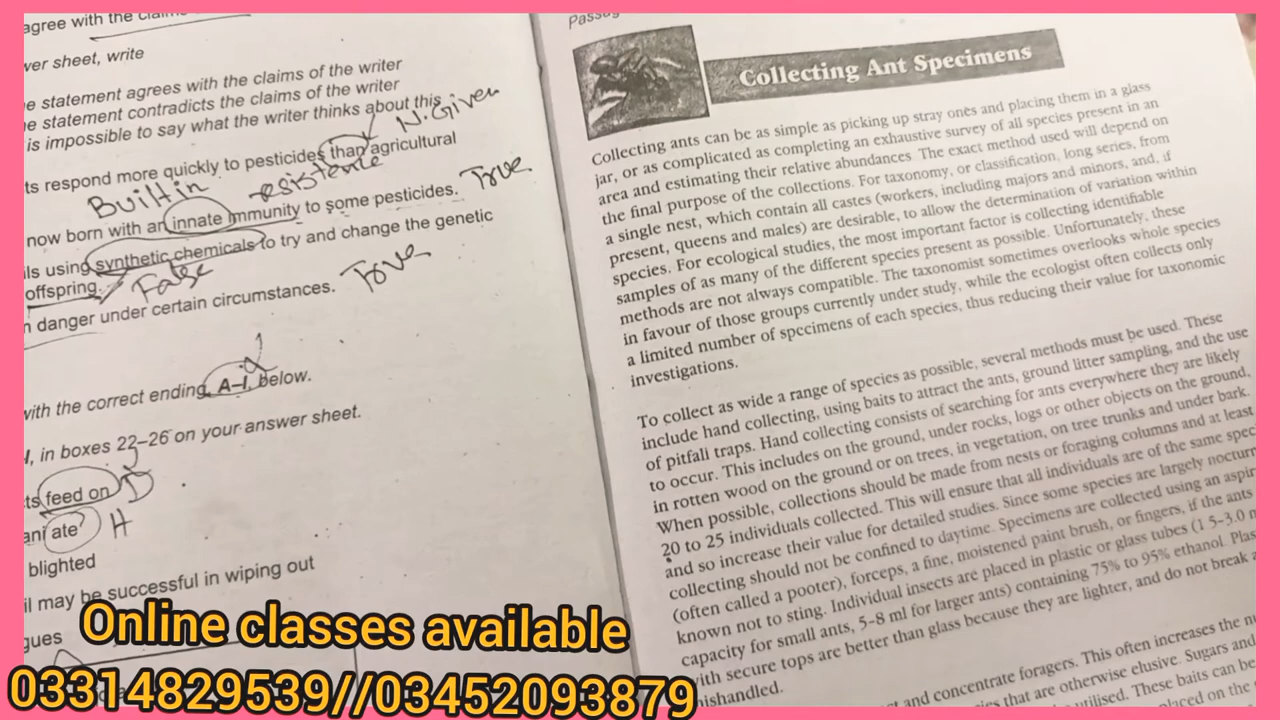 agree with the claims
wer sheet, write
e statement agrees with the claims of the writer
e statement contradicts the claims of the writer
is impossible to say what the writer thinks about this
N.Given
ts respond more quickly to pesticides than agricultural
Built in resistence
now born with an innate immunity to some pesticides. True
ls using synthetic chemicals to try and change the genetic
offspring. False
n danger under certain circumstances. True
with the correct ending, A–I, below.
in boxes 22–26 on your answer sheet.
ts feed on D
ani ate H
blighted
il may be successful in wiping out
gues
Passag
Collecting Ant Specimens
Collecting ants can be as simple as picking up stray ones and placing them in a glass
jar, or as complicated as completing an exhaustive survey of all species present in an
area and estimating their relative abundances. The exact method used will depend on
the final purpose of the collections. For taxonomy, or classification, long series, from
a single nest, which contain all castes (workers, including majors and minors, and, if
present, queens and males) are desirable, to allow the determination of variation within
species. For ecological studies, the most important factor is collecting identifiable
samples of as many of the different species present as possible. Unfortunately, these
methods are not always compatible. The taxonomist sometimes overlooks whole species
in favour of those groups currently under study, while the ecologist often collects only
a limited number of specimens of each species, thus reducing their value for taxonomic
investigations.
To collect as wide a range of species as possible, several methods must be used. These
include hand collecting, using baits to attract the ants, ground litter sampling, and the use
of pitfall traps. Hand collecting consists of searching for ants everywhere they are likely
to occur. This includes on the ground, under rocks, logs or other objects on the ground,
in rotten wood on the ground or on trees, in vegetation, on tree trunks and under bark.
When possible, collections should be made from nests or foraging columns and at least
20 to 25 individuals collected. This will ensure that all individuals are of the same spec
and so increase their value for detailed studies. Since some species are largely nocturn
collecting should not be confined to daytime. Specimens are collected using an aspir
(often called a pooter), forceps, a fine, moistened paint brush, or fingers, if the ants
known not to sting. Individual insects are placed in plastic or glass tubes (1.5–3.0 m
capacity for small ants, 5–8 ml for larger ants) containing 75% to 95% ethanol. Plas
with secure tops are better than glass because they are lighter, and do not break a
mishandled.
ct and concentrate foragers. This often increases the nu
ies that are otherwise elusive. Sugars and
utilised. These baits can be
placed on the
Online classes available
03314829539//03452093879